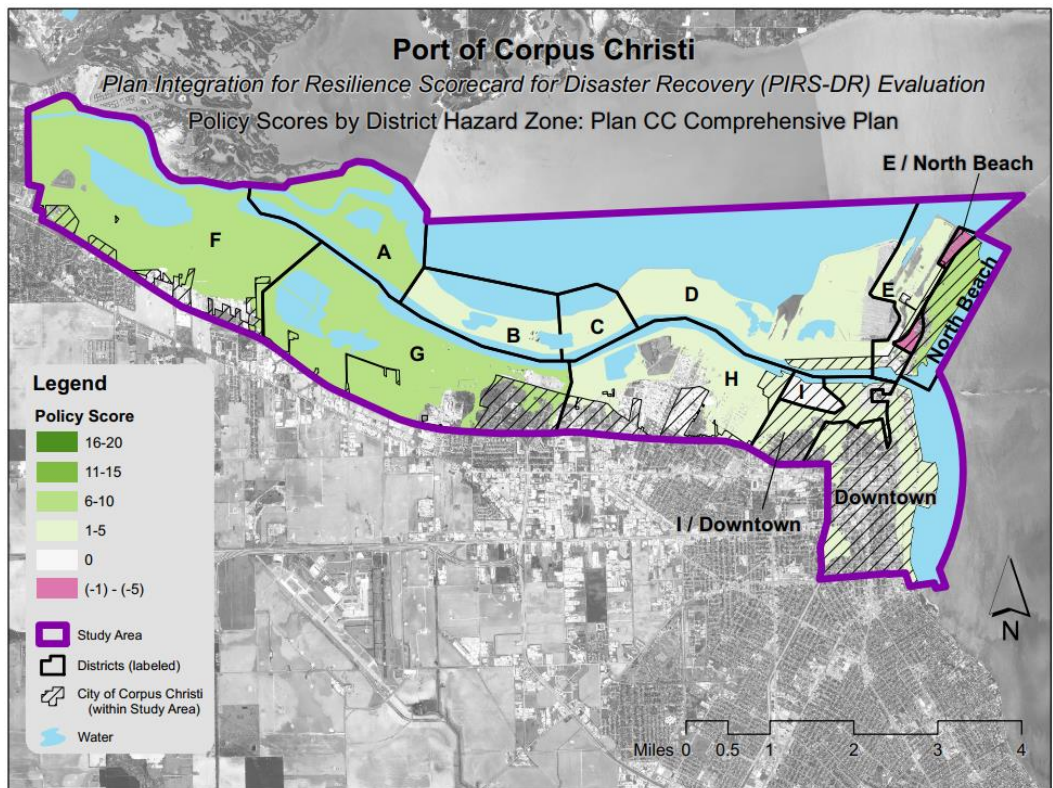 Port of Corpus Christi
Plan Integration for Resilience Scorecard for Disaster Recovery (PIRS-DR) Evaluation
Policy Scores by District Hazard Zone: Plan CC Comprehensive Plan
E / North Beach
F
A
B
C
D
E
North Beach
G
H
I
Downtown
I / Downtown
Legend
Policy Score
16-20
11-15
6-10
1-5
0
(-1) - (-5)
Study Area
Districts (labeled)
City of Corpus Christi
(within Study Area)
Water
N
Miles 0 0.5 1 2 3 4